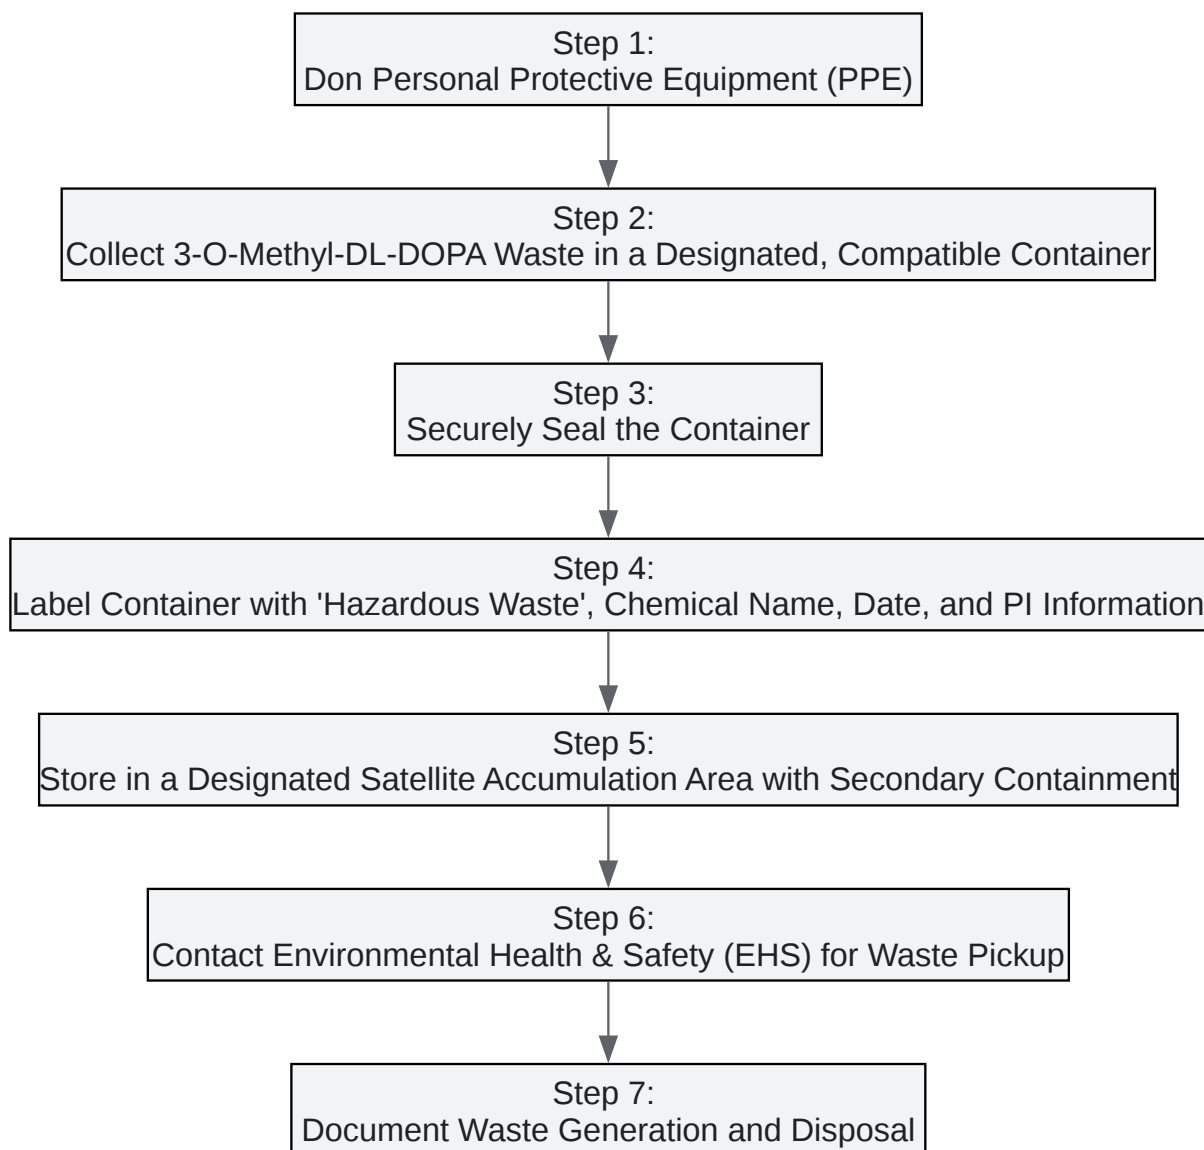 Step 1:
Don Personal Protective Equipment (PPE)
Step 2:
Collect 3-O-Methyl-DL-DOPA Waste in a Designated, Compatible Container
Step 3:
Securely Seal the Container
Step 4:
Label Container with 'Hazardous Waste', Chemical Name, Date, and PI Information
Step 5:
Store in a Designated Satellite Accumulation Area with Secondary Containment
Step 6:
Contact Environmental Health & Safety (EHS) for Waste Pickup
Step 7:
Document Waste Generation and Disposal